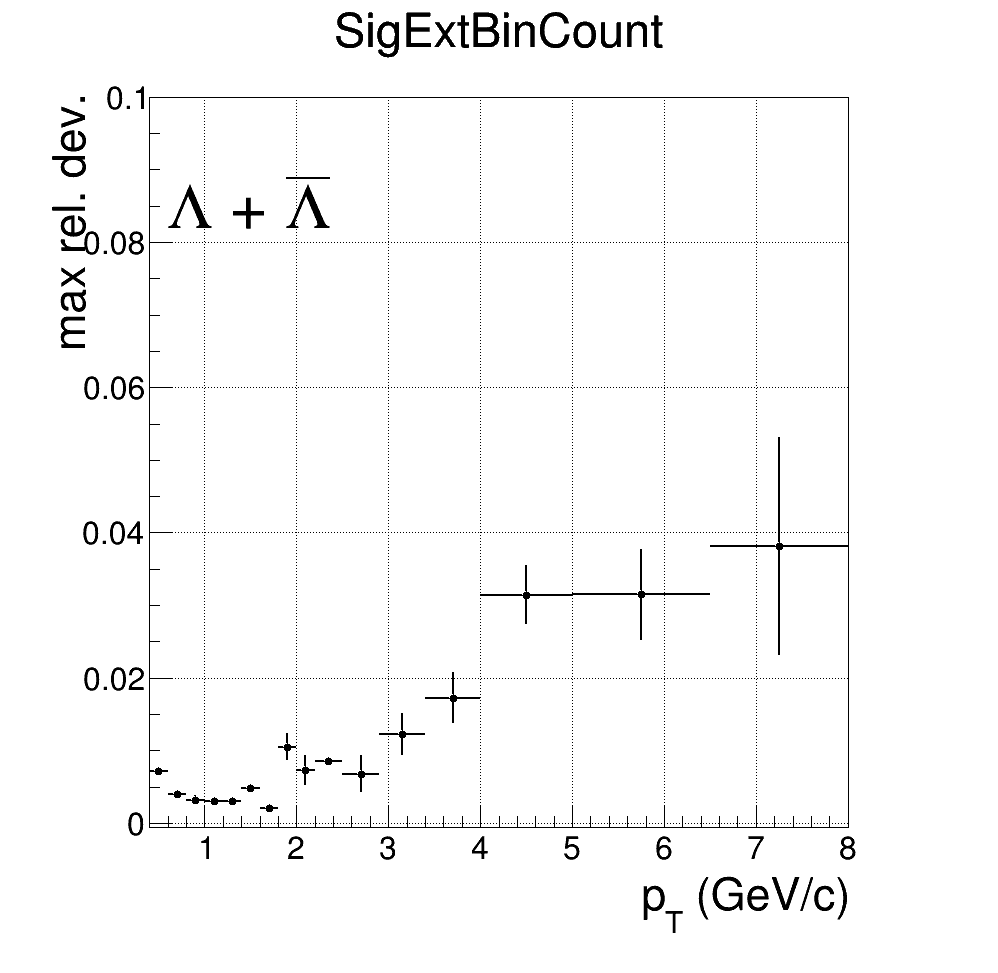 SigExtBinCount
max rel. dev.
0.1
0.08
0.06
0.04
0.02
0
Λ + Λ̅
1 2 3 4 5 6 7 8
p_T (GeV/c)